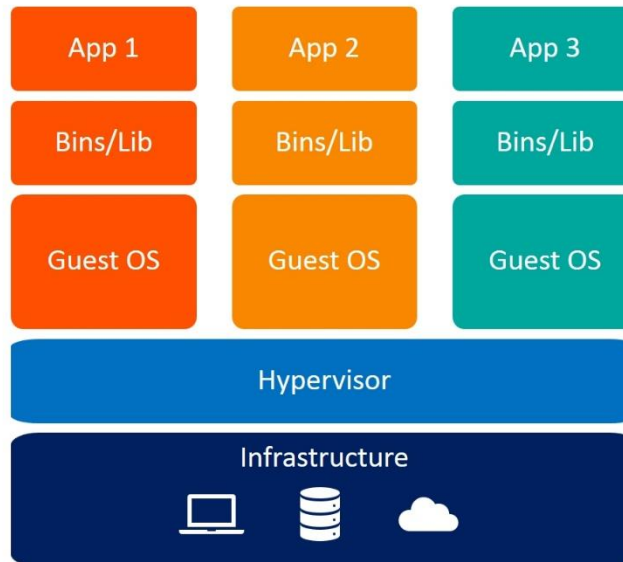 App 1
App 2
App 3
Bins/Lib
Bins/Lib
Bins/Lib
Guest OS
Guest OS
Guest OS
Hypervisor
Infrastructure